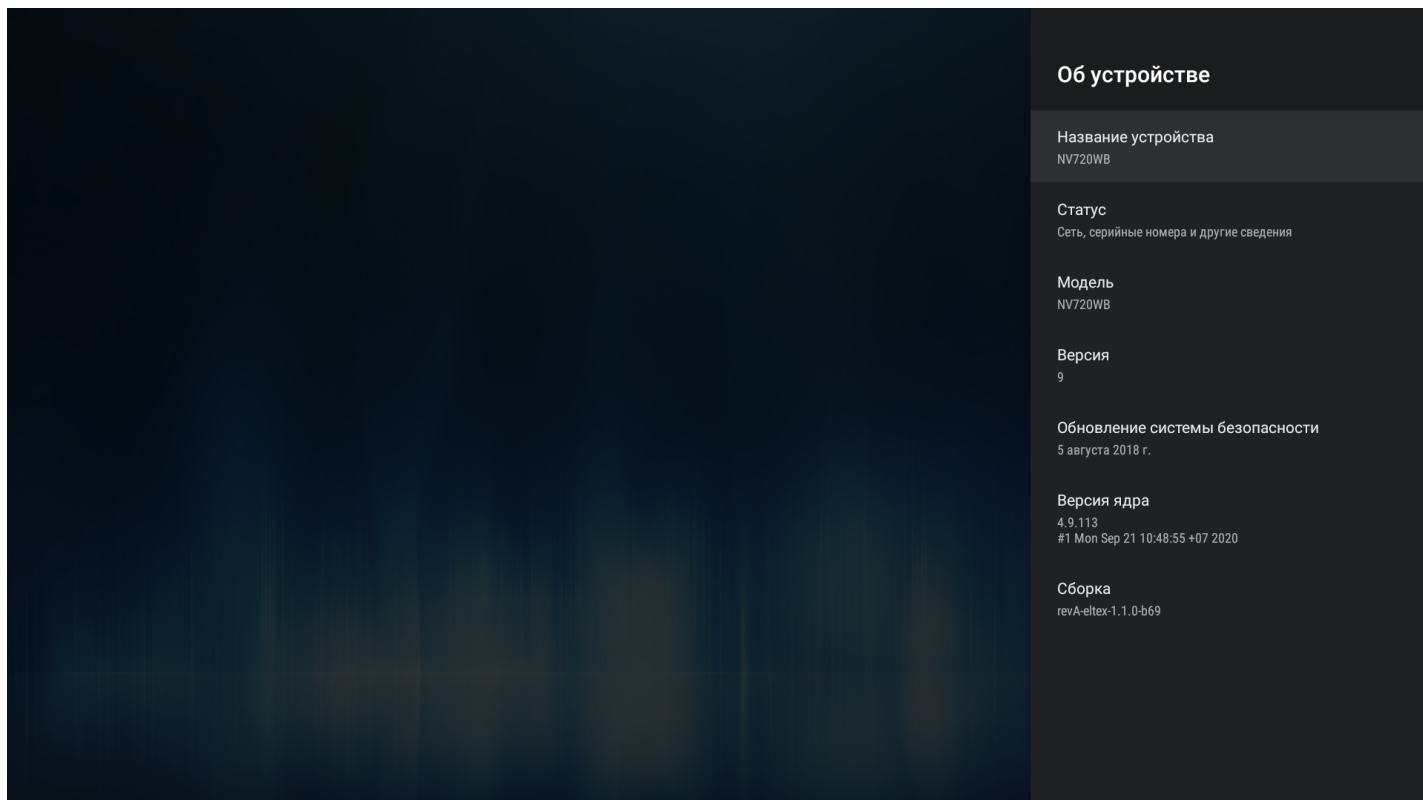 Об устройстве
Название устройства
NV720WB
Статус
Сеть, серийные номера и другие сведения
Модель
NV720WB
Версия
9
Обновление системы безопасности
5 августа 2018 г.
Версия ядра
4.9.113
#1 Mon Sep 21 10:48:55 +07 2020
Сборка
revA-eltex-1.1.0-b69